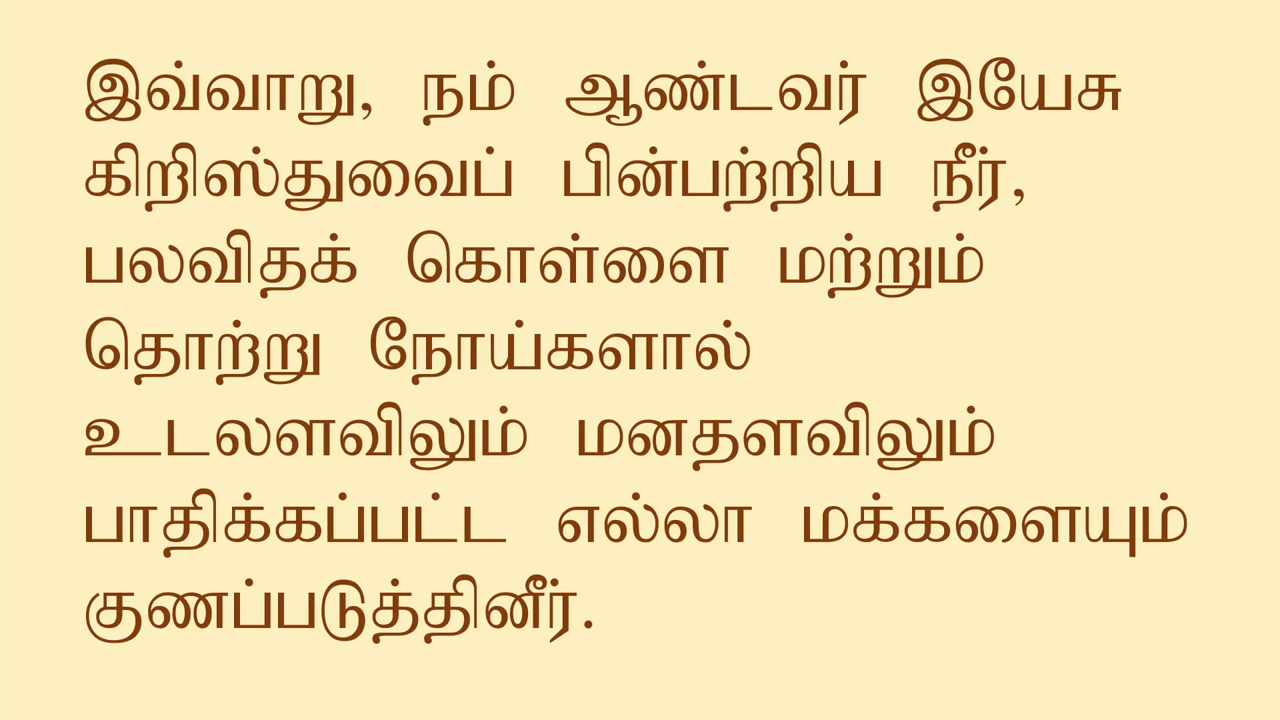 இவ்வாறு, நம் ஆண்டவர் இயேசு
கிறிஸ்துவைப் பின்பற்றிய நீர்,
பலவிதக் கொள்ளை மற்றும்
தொற்று நோய்களால்
உடலளவிலும் மனதளவிலும்
பாதிக்கப்பட்ட எல்லா மக்களையும்
குணப்படுத்தினீர்.